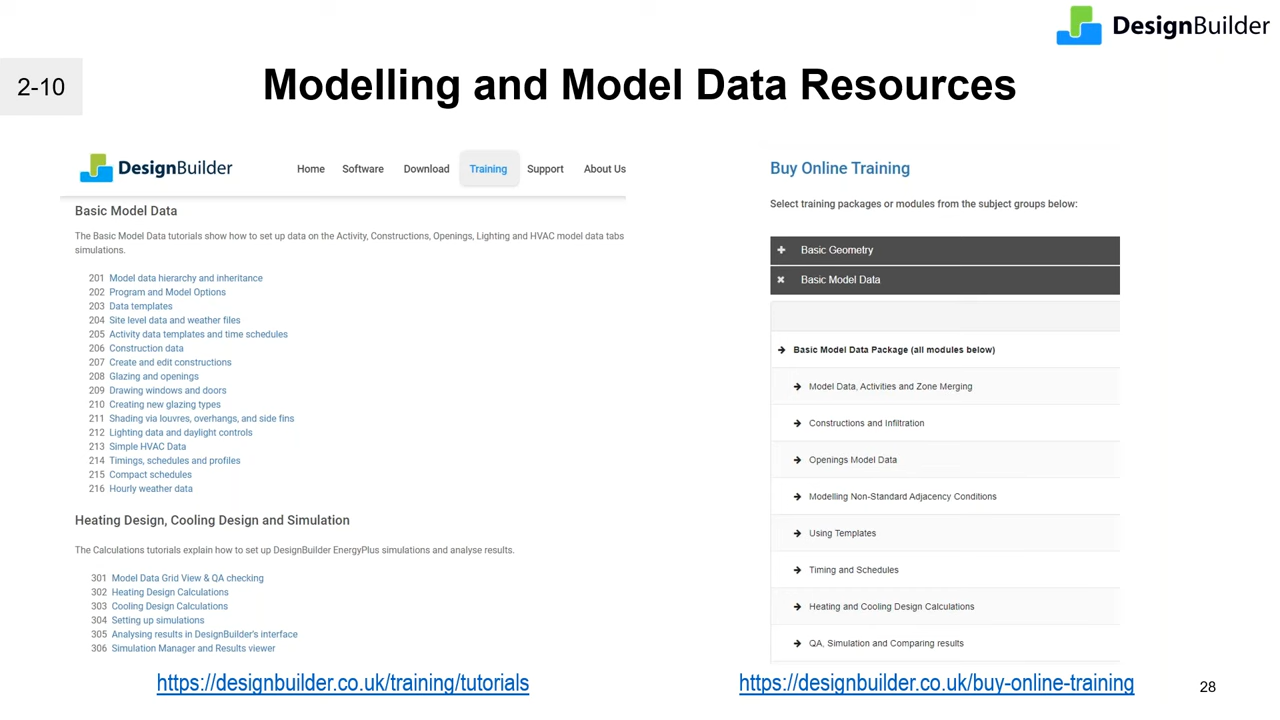 DesignBuilder
2-10
Modelling and Model Data Resources
DesignBuilder
Home
Software
Download
Training
Support
About Us
Basic Model Data
The Basic Model Data tutorials show how to set up data on the Activity, Constructions, Openings, Lighting and HVAC model data tabs
simulations.
201 Model data hierarchy and inheritance
202 Program and Model Options
203 Data templates
204 Site level data and weather files
205 Activity data templates and time schedules
206 Construction data
207 Create and edit constructions
208 Glazing and openings
209 Drawing windows and doors
210 Creating new glazing types
211 Shading via louvres, overhangs, and side fins
212 Lighting data and daylight controls
213 Simple HVAC Data
214 Timings, schedules and profiles
215 Compact schedules
216 Hourly weather data
Heating Design, Cooling Design and Simulation
The Calculations tutorials explain how to set up DesignBuilder EnergyPlus simulations and analyse results.
301 Model Data Grid View & QA checking
302 Heating Design Calculations
303 Cooling Design Calculations
304 Setting up simulations
305 Analysing results in DesignBuilder's interface
306 Simulation Manager and Results viewer
https://designbuilder.co.uk/training/tutorials
Buy Online Training
Select training packages or modules from the subject groups below:
Basic Geometry
Basic Model Data
Basic Model Data Package (all modules below)
Model Data, Activities and Zone Merging
Constructions and Infiltration
Openings Model Data
Modelling Non-Standard Adjacency Conditions
Using Templates
Timing and Schedules
Heating and Cooling Design Calculations
QA, Simulation and Comparing results
https://designbuilder.co.uk/buy-online-training
28